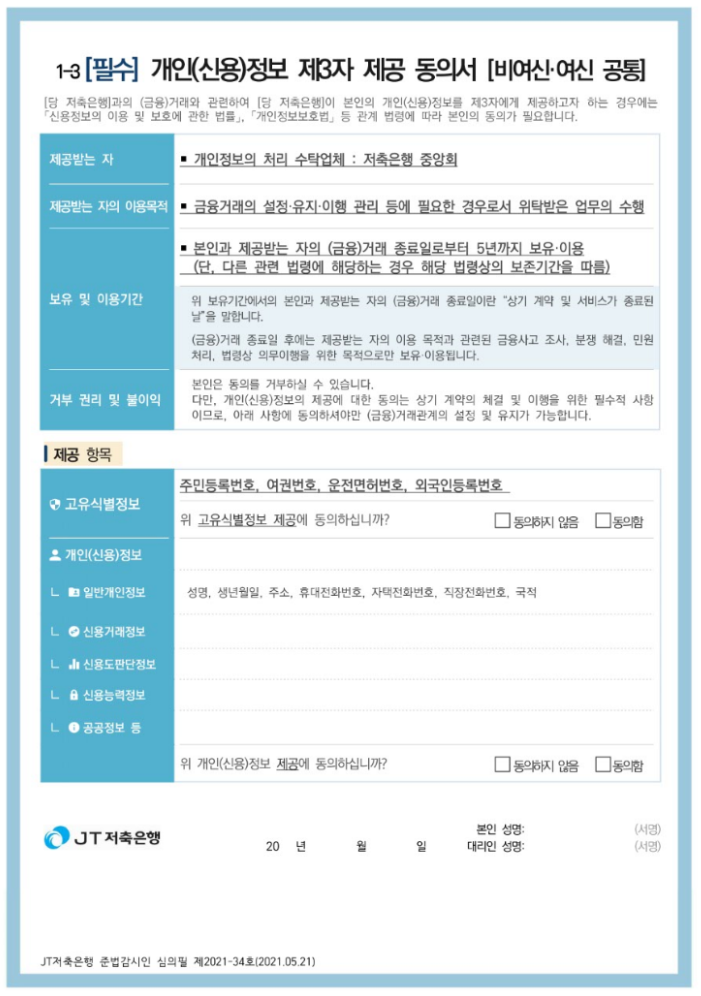 1-3 [필수] 개인(신용)정보 제3자 제공 동의서 [비여신·여신 공통]
[당 저축은행]과의 (금융)거래와 관련하여 [당 저축은행]이 본인의 개인(신용)정보를 제3자에게 제공하고자 하는 경우에는
「신용정보의 이용 및 보호에 관한 법률」, 「개인정보보호법」 등 관계 법령에 따라 본인의 동의가 필요합니다.
제공받는 자
▪ 개인정보의 처리 수탁업체 : 저축은행 중앙회
제공받는 자의 이용목적
▪ 금융거래의 설정·유지·이행 관리 등에 필요한 경우로서 위탁받은 업무의 수행
보유 및 이용기간
▪ 본인과 제공받는 자의 (금융)거래 종료일로부터 5년까지 보유·이용
(단, 다른 관련 법령에 해당하는 경우 해당 법령상의 보존기간을 따름)
위 보유기간에서의 본인과 제공받는 자의 (금융)거래 종료일이란 "상기 계약 및 서비스가 종료된
날"을 말합니다.
(금융)거래 종료일 후에는 제공받는 자의 이용 목적과 관련된 금융사고 조사, 분쟁 해결, 민원
처리, 법령상 의무이행을 위한 목적으로만 보유·이용됩니다.
거부 권리 및 불이익
본인은 동의를 거부하실 수 있습니다.
다만, 개인(신용)정보의 제공에 대한 동의는 상기 계약의 체결 및 이행을 위한 필수적 사항
이므로, 아래 사항에 동의하셔야만 (금융)거래관계의 설정 및 유지가 가능합니다.
제공 항목
고유식별정보
주민등록번호, 여권번호, 운전면허번호, 외국인등록번호
위 고유식별정보 제공에 동의하십니까? □동의하지 않음 □동의함
개인(신용)정보
ㄴ 일반개인정보
성명, 생년월일, 주소, 휴대전화번호, 자택전화번호, 직장전화번호, 국적
ㄴ 신용거래정보
ㄴ 신용도판단정보
ㄴ 신용능력정보
ㄴ 공공정보 등
위 개인(신용)정보 제공에 동의하십니까? □동의하지 않음 □동의함
JT저축은행
20 년 월 일
본인 성명: (서명)
대리인 성명: (서명)
JT저축은행 준법감시인 심의필 제2021-34호(2021.05.21)